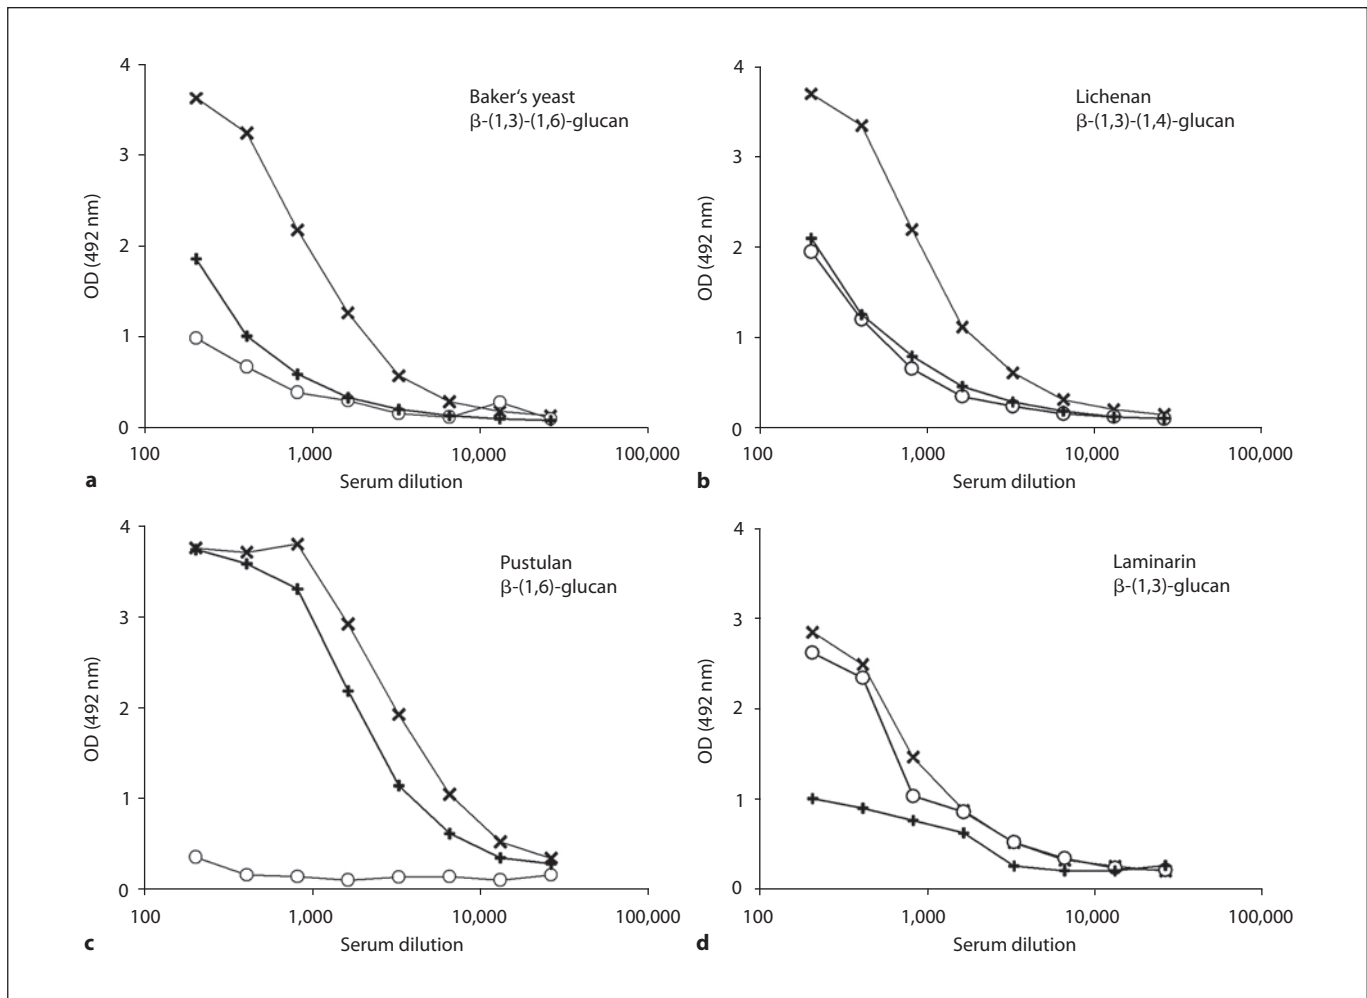 4
3
2
1
0
OD (492 nm)
Baker's yeast
β-(1,3)-(1,6)-glucan
100
1,000
10,000
100,000
Serum dilution
a
4
3
2
1
0
OD (492 nm)
Lichenan
β-(1,3)-(1,4)-glucan
100
1,000
10,000
100,000
Serum dilution
b
4
3
2
1
0
OD (492 nm)
Pustulan
β-(1,6)-glucan
100
1,000
10,000
100,000
Serum dilution
c
4
3
2
1
0
OD (492 nm)
Laminarin
β-(1,3)-glucan
100
1,000
10,000
100,000
Serum dilution
d